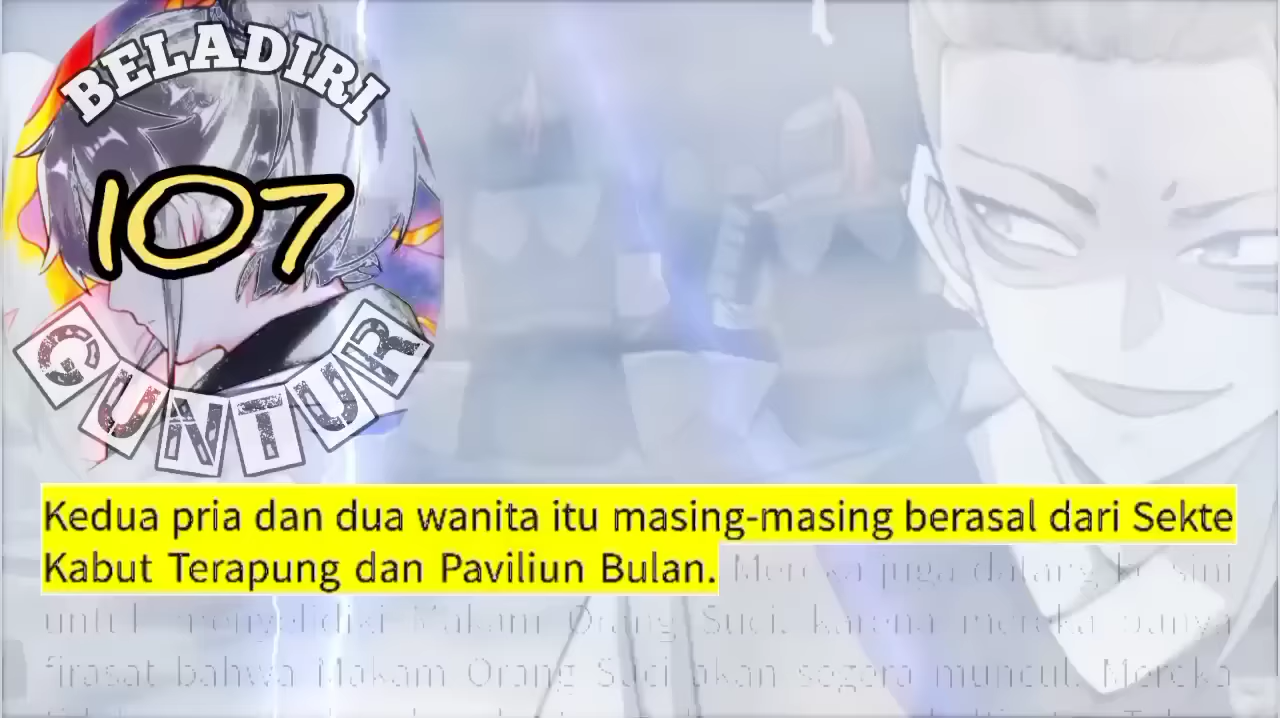 BELADIRI
107
GUNTUR
Kedua pria dan dua wanita itu masing-masing berasal dari Sekte
Kabut Terapung dan Paviliun Bulan. Mereka juga datang ke sini
untuk menyelidiki Makam Orang Suci, karena mereka punya
firasat bahwa Makam Orang Suci akan segera muncul. Mereka